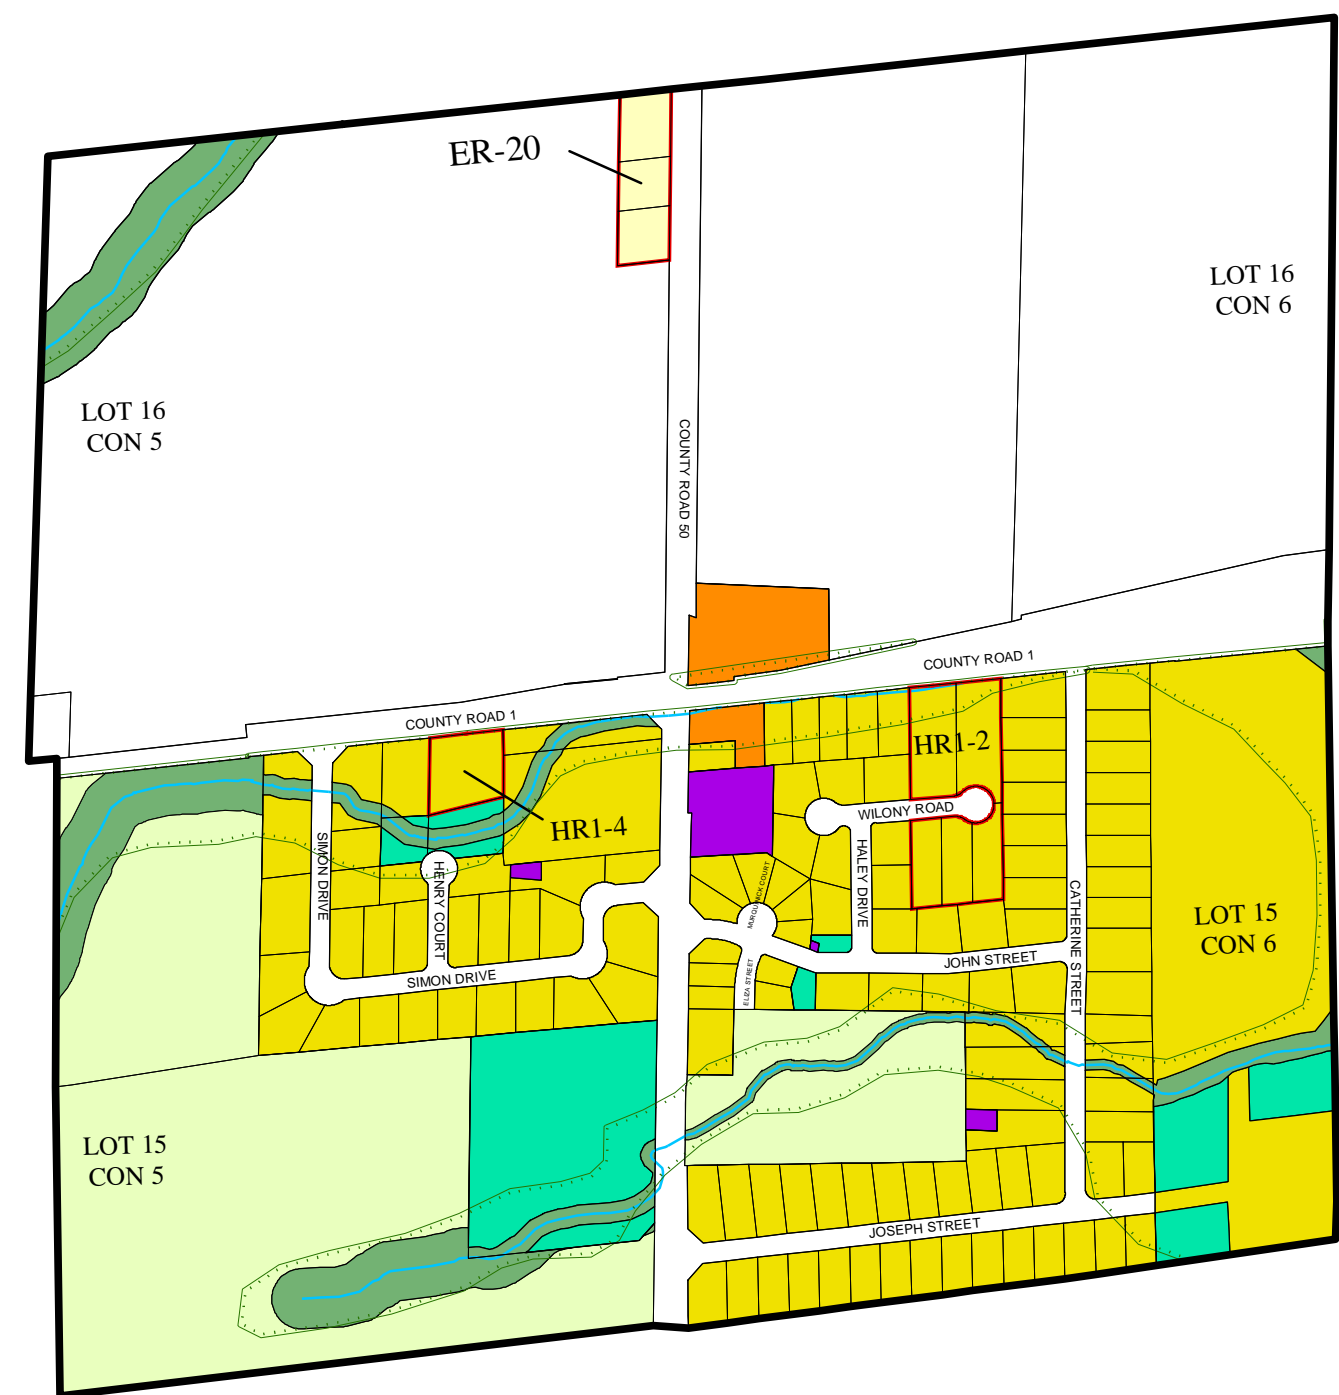 ER-20
LOT 16
CON 6
LOT 16
CON 5
COUNTY ROAD 50
COUNTY ROAD 1
COUNTY ROAD 1
HR1-2
WILONY ROAD
HR1-4
SIMON DRIVE
HENRY COURT
HALEY DRIVE
CATHERINE STREET
LOT 15
CON 6
JOHN STREET
SIMON DRIVE
ELIZA STREET
LOT 15
CON 5
JOSEPH STREET